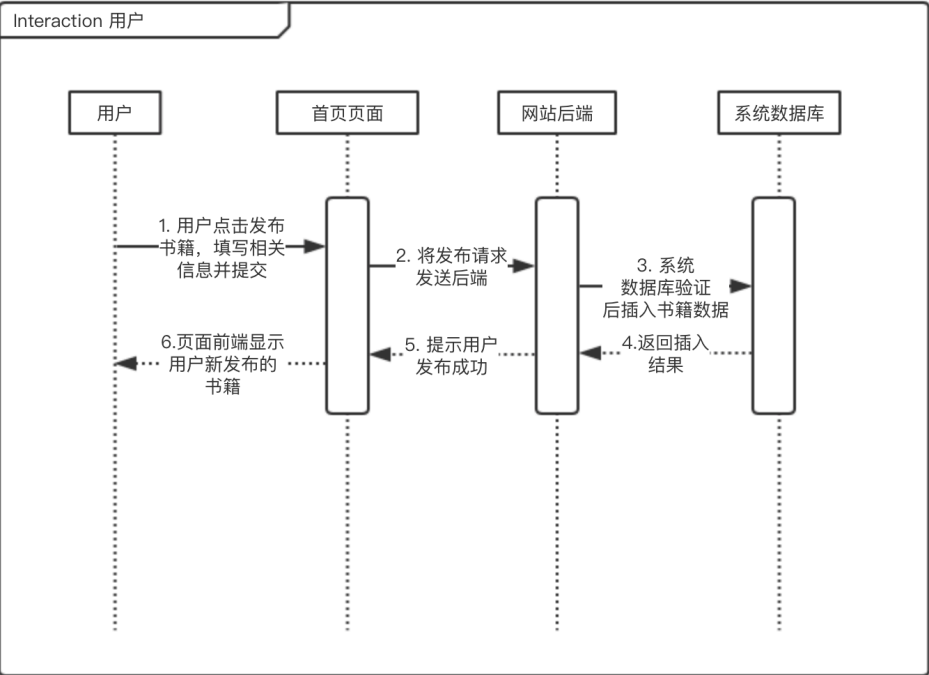 Interaction 用户
用户
首页页面
网站后端
系统数据库
1. 用户点击发布
书籍，填写相关
信息并提交
2. 将发布请求
发送后端
3. 系统
数据库验证
后插入书籍数据
4.返回插入
结果
5. 提示用户
发布成功
6.页面前端显示
用户新发布的
书籍